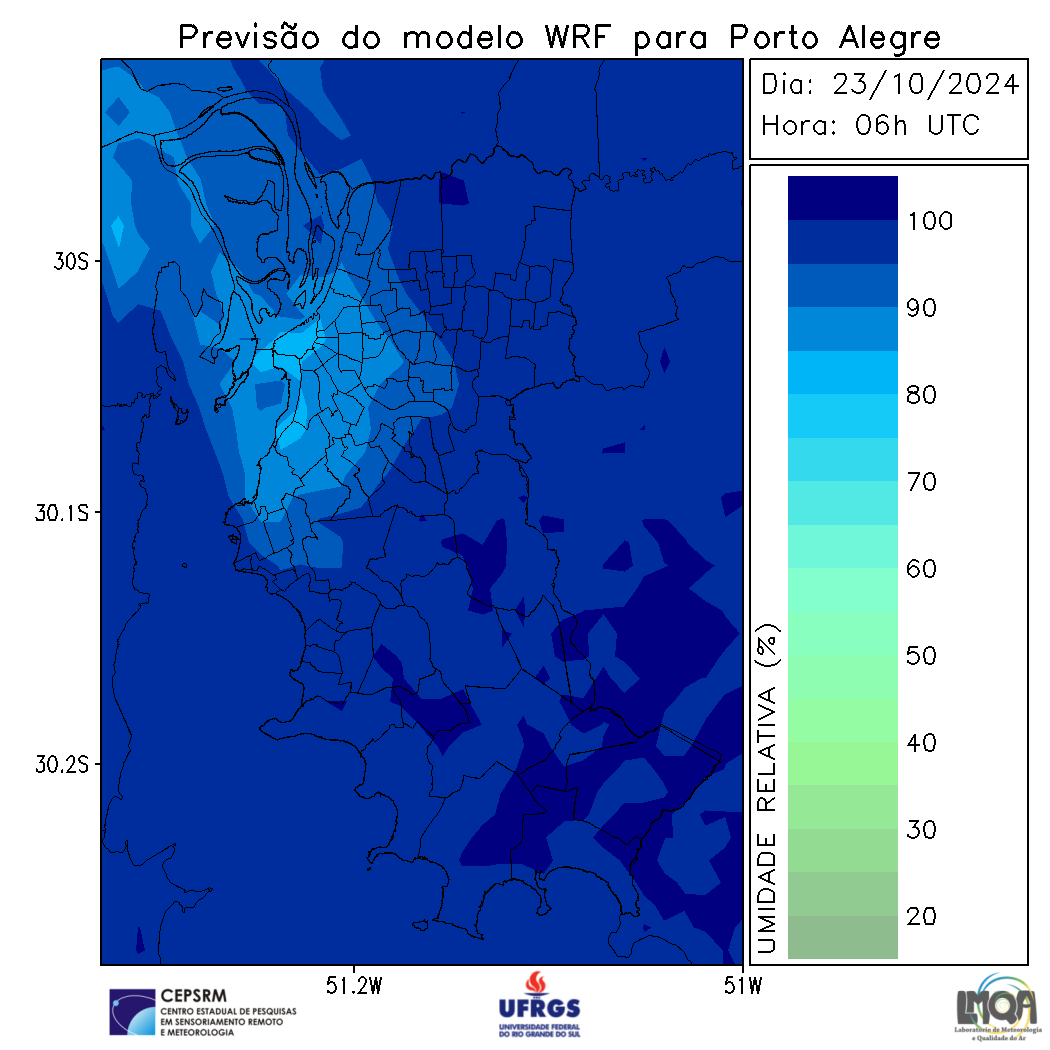 Previsão do modelo WRF para Porto Alegre
Dia: 23/10/2024
Hora: 06h UTC
30S
30.1S
30.2S
51.2W
51W
UMIDADE RELATIVA (%)
100
90
80
70
60
50
40
30
20
CEPSRM
CENTRO ESTADUAL DE PESQUISAS
EM SENSORIAMENTO REMOTO
E METEOROLOGIA
UFRGS
UNIVERSIDADE FEDERAL
DO RIO GRANDE DO SUL
LMQA
Laboratório de Meteorologia
e Qualidade do Ar